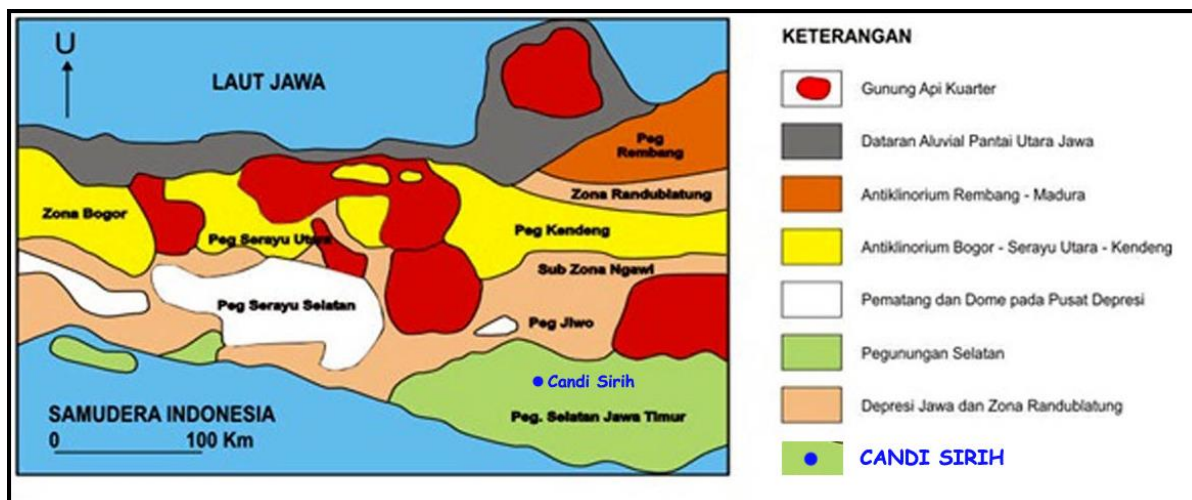 U
LAUT JAWA
Peg
Rembang
Zona Randublatung
Zona Bogor
Peg Serayu Utara
Peg Kendeng
Sub Zona Ngawi
Peg Serayu Selatan
Peg Jiwo
Candi Sirih
Peg. Selatan Jawa Timur
SAMUDERA INDONESIA
0 100 Km
KETERANGAN
Gunung Api Kuarter
Dataran Aluvial Pantai Utara Jawa
Antiklinorium Rembang - Madura
Antiklinorium Bogor - Serayu Utara - Kendeng
Pematang dan Dome pada Pusat Depresi
Pegunungan Selatan
Depresi Jawa dan Zona Randublatung
CANDI SIRIH